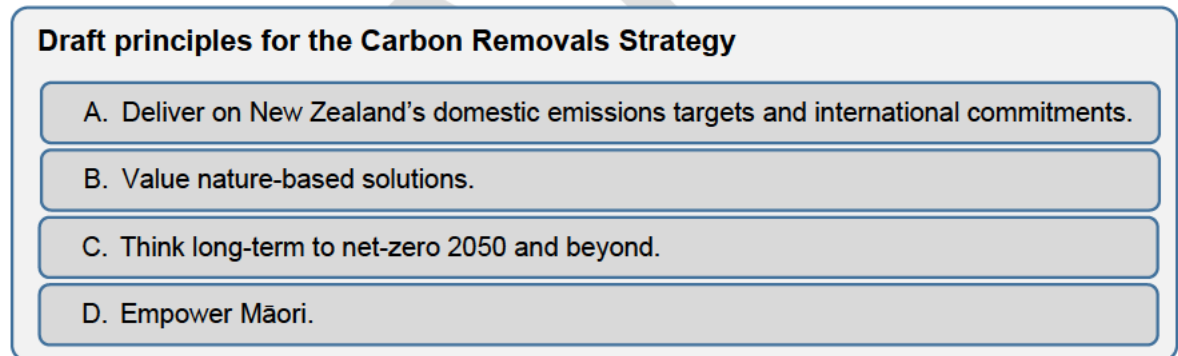 Draft principles for the Carbon Removals Strategy
A. Deliver on New Zealand’s domestic emissions targets and international commitments.
B. Value nature-based solutions.
C. Think long-term to net-zero 2050 and beyond.
D. Empower Māori.